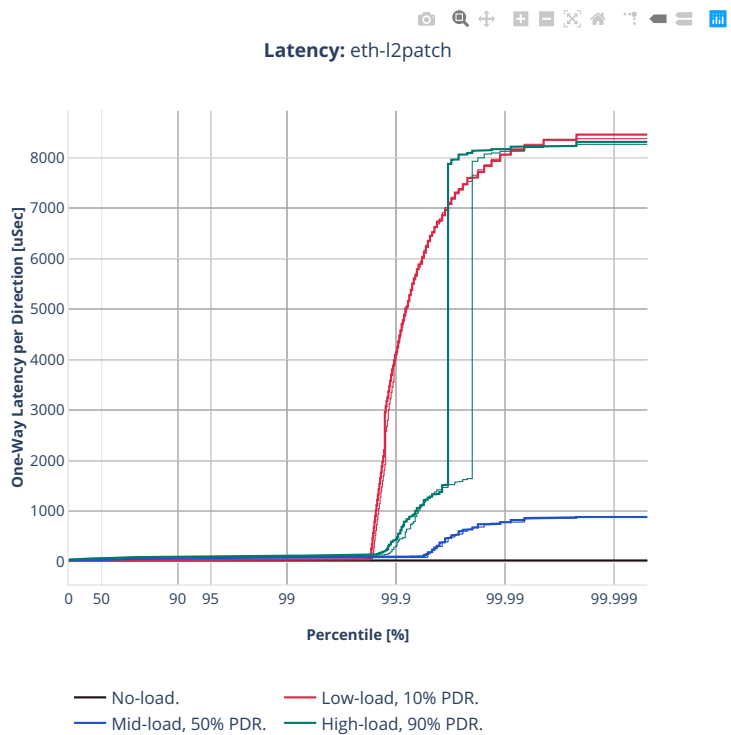 Latency: eth-l2patch
One-Way Latency per Direction [uSec]
8000
7000
6000
5000
4000
3000
2000
1000
0
0 50 90 95 99 99.9 99.99 99.999
Percentile [%]
No-load. Low-load, 10% PDR.
Mid-load, 50% PDR. High-load, 90% PDR.